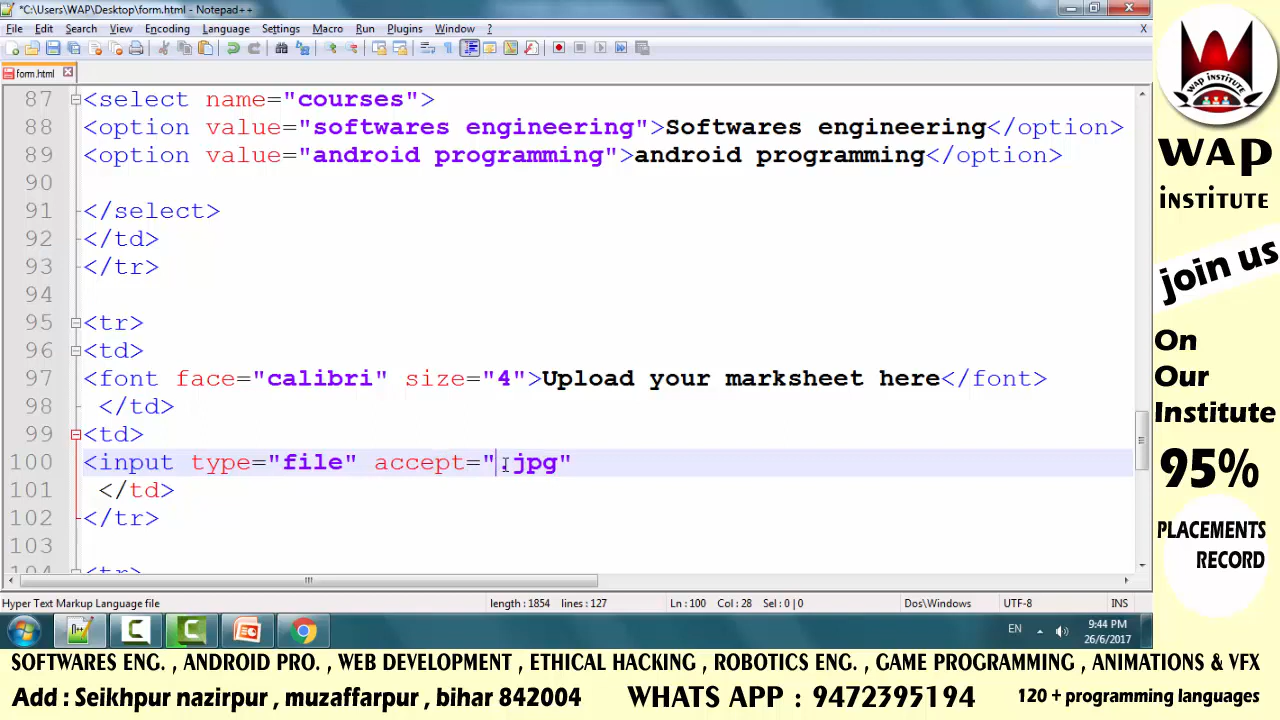 *C:\Users\WAP\Desktop\form.html - Notepad++
File Edit Search View Encoding Language Settings Macro Run Plugins Window ? X
form.html
87 <select name="courses">
88 <option value="softwares engineering">Softwares engineering</option>
89 <option value="android programming">android programming</option>
90
91 </select>
92 </td>
93 </tr>
94
95 <tr>
96 <td>
97 <font face="calibri" size="4">Upload your marksheet here</font>
98 </td>
99 <td>
100 <input type="file" accept=".jpg"
101 </td>
102 </tr>
103
104 <tr>
Hyper Text Markup Language file length : 1854 lines : 127 Ln : 100 Col : 28 Sel : 0 | 0 Dos\Windows UTF-8 INS
EN 9:44 PM
26/6/2017
WAP INSTITUTE
WAP
INSTITUTE
join us
On
Our
Institute
95%
PLACEMENTS
RECORD
SOFTWARES ENG. , ANDROID PRO. , WEB DEVELOPMENT , ETHICAL HACKING , ROBOTICS ENG. , GAME PROGRAMMING , ANIMATIONS & VFX
Add : Seikhpur nazirpur , muzaffarpur , bihar 842004 WHATS APP : 9472395194 120 + programming languages